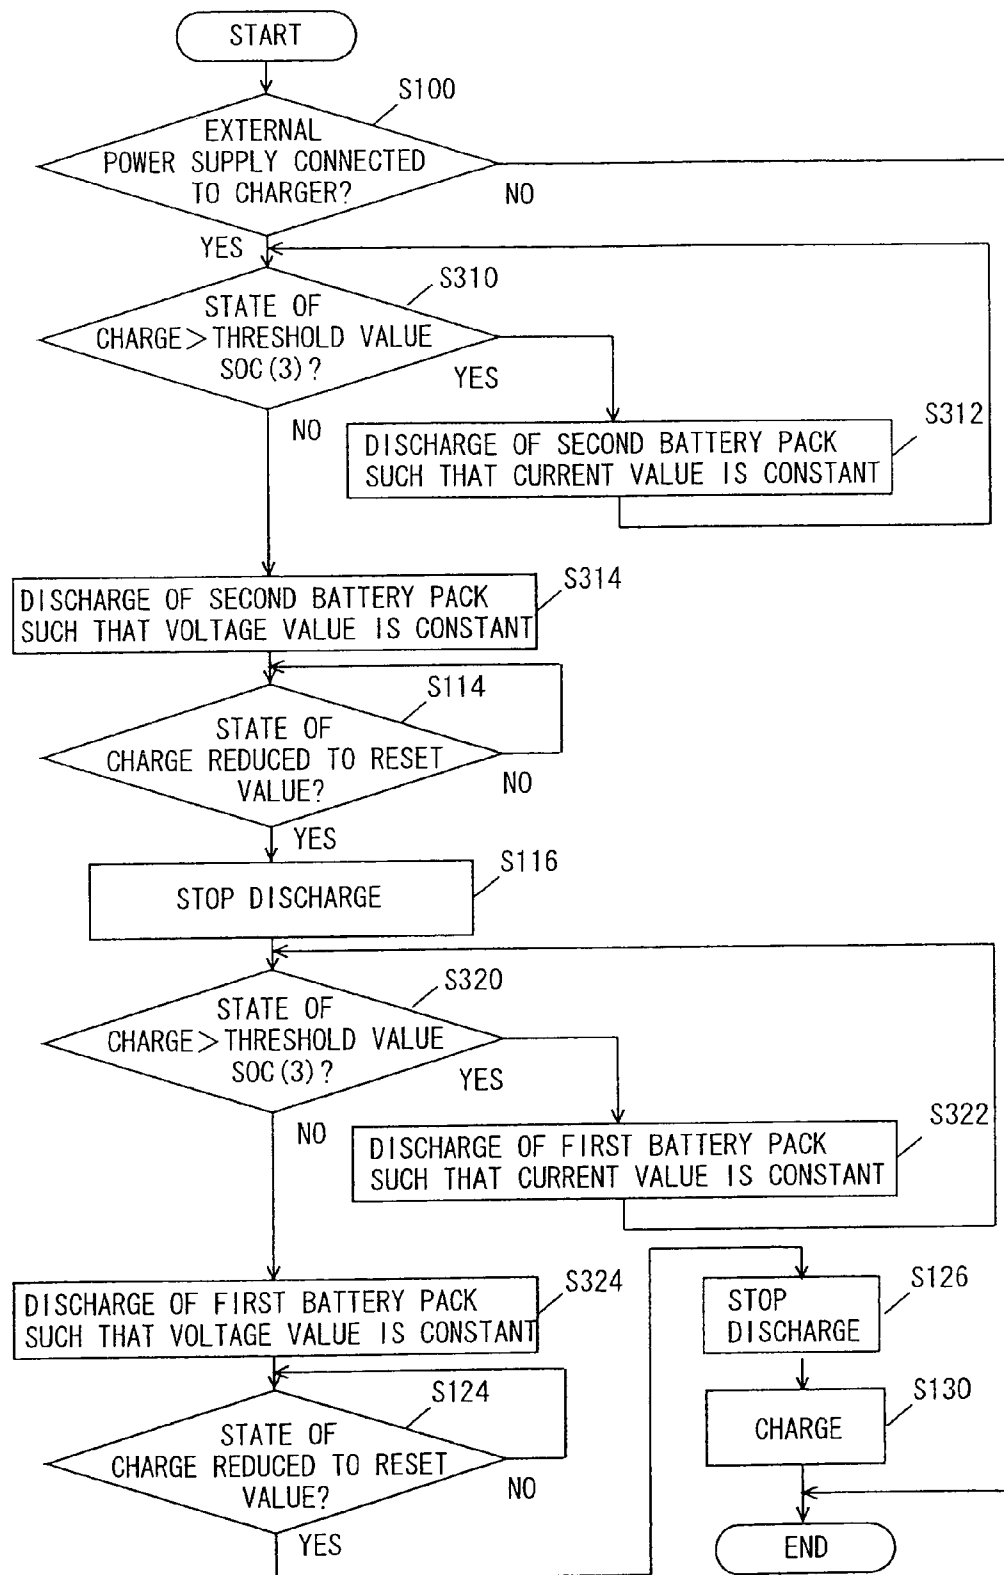 START
S100
EXTERNAL
POWER SUPPLY CONNECTED
TO CHARGER?
NO
YES
S310
STATE OF
CHARGE>THRESHOLD VALUE
SOC(3)?
YES
NO
S312
DISCHARGE OF SECOND BATTERY PACK
SUCH THAT CURRENT VALUE IS CONSTANT
S314
DISCHARGE OF SECOND BATTERY PACK
SUCH THAT VOLTAGE VALUE IS CONSTANT
S114
STATE OF
CHARGE REDUCED TO RESET
VALUE?
NO
YES
S116
STOP DISCHARGE
S320
STATE OF
CHARGE>THRESHOLD VALUE
SOC(3)?
YES
NO
S322
DISCHARGE OF FIRST BATTERY PACK
SUCH THAT CURRENT VALUE IS CONSTANT
S324
DISCHARGE OF FIRST BATTERY PACK
SUCH THAT VOLTAGE VALUE IS CONSTANT
S124
STATE OF
CHARGE REDUCED TO RESET
VALUE?
NO
YES
S126
STOP
DISCHARGE
S130
CHARGE
END